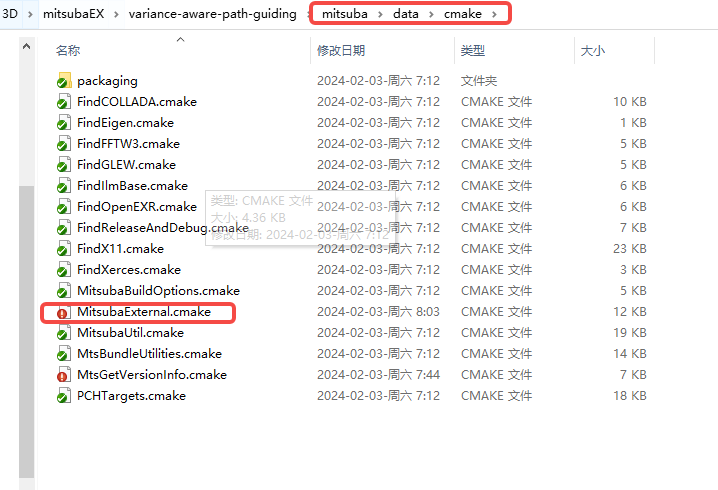 3D › mitsubaEX › variance-aware-path-guiding › mitsuba › data › cmake ›
名称 修改日期 类型 大小
packaging 2024-02-03-周六 7:12 文件夹
FindCOLLADA.cmake 2024-02-03-周六 7:12 CMAKE 文件 10 KB
FindEigen.cmake 2024-02-03-周六 7:12 CMAKE 文件 1 KB
FindFFTW3.cmake 2024-02-03-周六 7:12 CMAKE 文件 5 KB
FindGLEW.cmake 2024-02-03-周六 7:12 CMAKE 文件 5 KB
FindIlmBase.cmake 2024-02-03-周六 7:12 CMAKE 文件 6 KB
类型: CMAKE 文件
FindOpenEXR.cmake 2024-02-03-周六 7:12 CMAKE 文件 6 KB
大小: 4.36 KB
FindReleaseAndDebug.cmake 2024-02-03-周六 7:12 CMAKE 文件 7 KB
修改日期: 2024-02-03-周六 7:12
FindX11.cmake 2024-02-03-周六 7:12 CMAKE 文件 23 KB
FindXerces.cmake 2024-02-03-周六 7:12 CMAKE 文件 3 KB
MitsubaBuildOptions.cmake 2024-02-03-周六 7:12 CMAKE 文件 5 KB
MitsubaExternal.cmake 2024-02-03-周六 8:03 CMAKE 文件 12 KB
MitsubaUtil.cmake 2024-02-03-周六 7:12 CMAKE 文件 19 KB
MtsBundleUtilities.cmake 2024-02-03-周六 7:12 CMAKE 文件 14 KB
MtsGetVersionInfo.cmake 2024-02-03-周六 7:44 CMAKE 文件 7 KB
PCHTargets.cmake 2024-02-03-周六 7:12 CMAKE 文件 18 KB